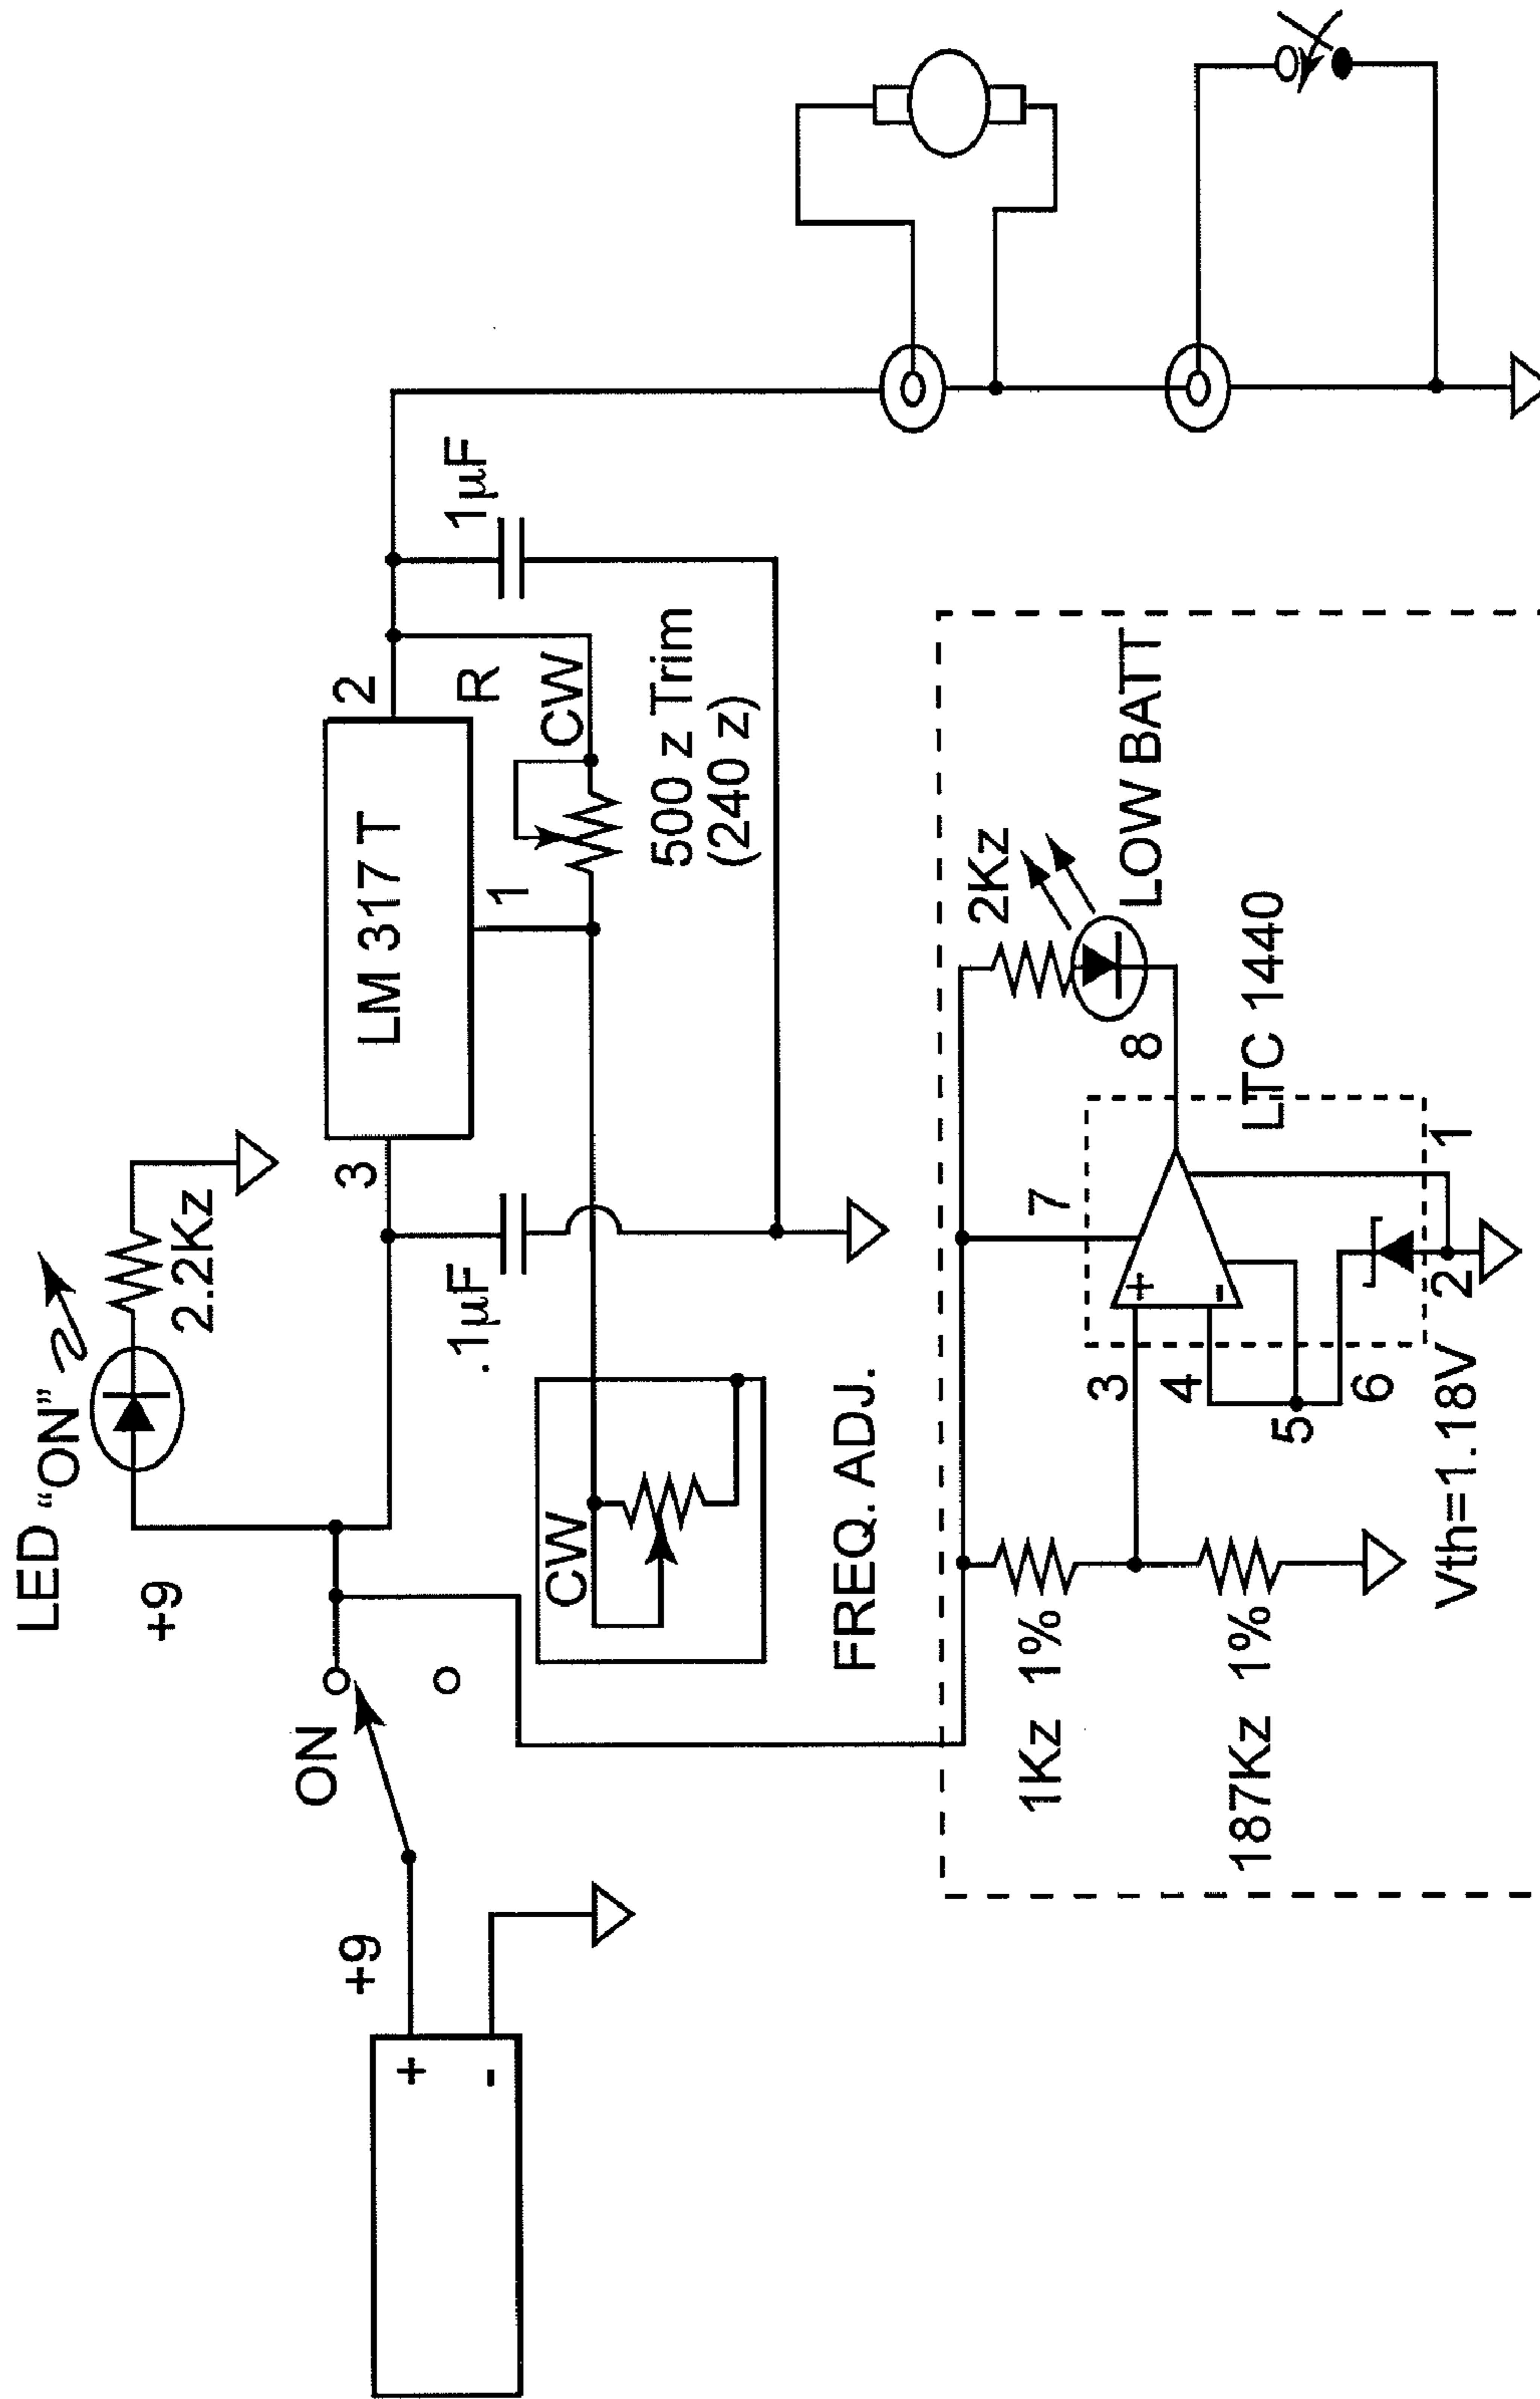 LED “ON”
+9
2.2Kz
ON
+9
+
-
3
LM 317 T
2
1
R
CW
500 z Trim
(240 z)
.1µF
1µF
CW
FREQ. ADJ.
1Kz 1%
187Kz 1%
3
4
5
6
7
+
-
8
2Kz
LOW BATT
LTC 1440
1
2
Vth=1.18V